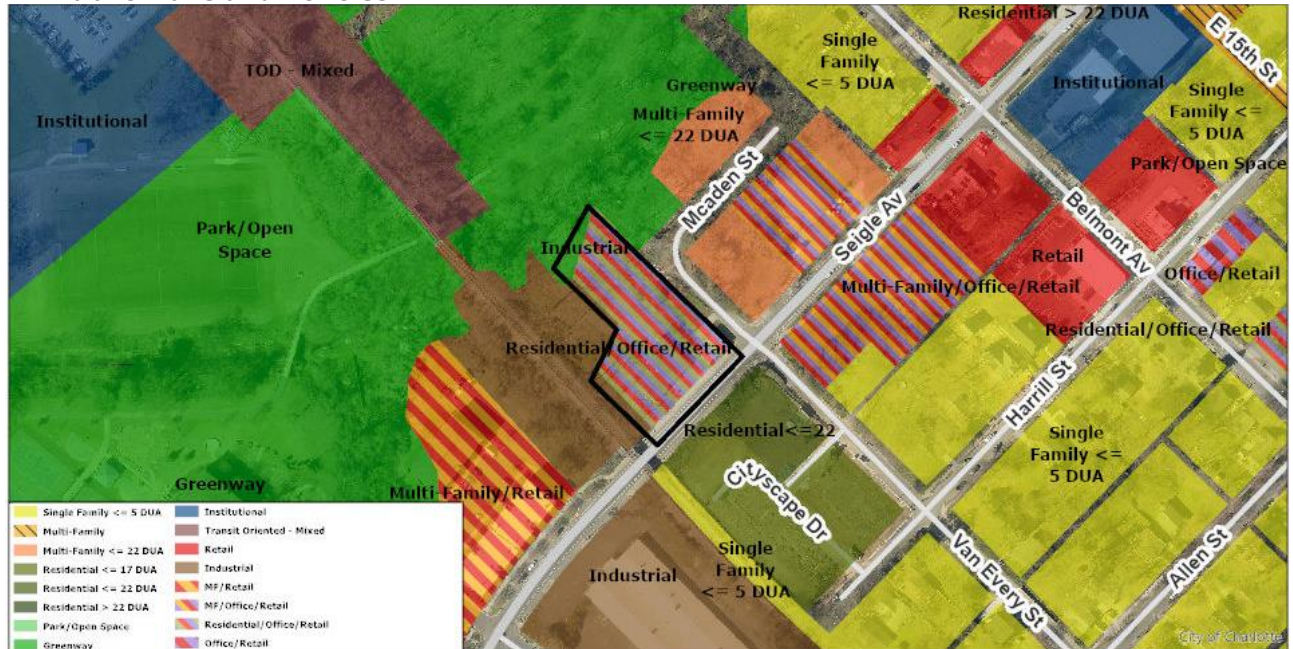 Residential > 22 DUA
E 15th St
Single
Family
<= 5 DUA
TOD - Mixed
Institutional
Greenway
Single
Family <=
5 DUA
Institutional
Multi-Family
<= 22 DUA
Mcaden St
Park/Open Space
Seigle Av
Belmont Av
Park/Open
Space
Industrial
Retail
Office/Retail
Multi-Family/Office/Retail
Residential/Office/Retail
Residential/Office/Retail
Harrill St
Residential<=22
Single
Family <=
5 DUA
Cityscape Dr
Greenway
Multi-Family/Retail
Van Every St
Allen St
Single
Family
<= 5 DUA
Industrial
Single Family <= 5 DUA
Multi-Family
Multi-Family <= 22 DUA
Residential <= 17 DUA
Residential <= 22 DUA
Residential > 22 DUA
Park/Open Space
Greenway
Institutional
Transit Oriented - Mixed
Retail
Industrial
MF/Retail
MF/Office/Retail
Residential/Office/Retail
Office/Retail
City of Charlotte